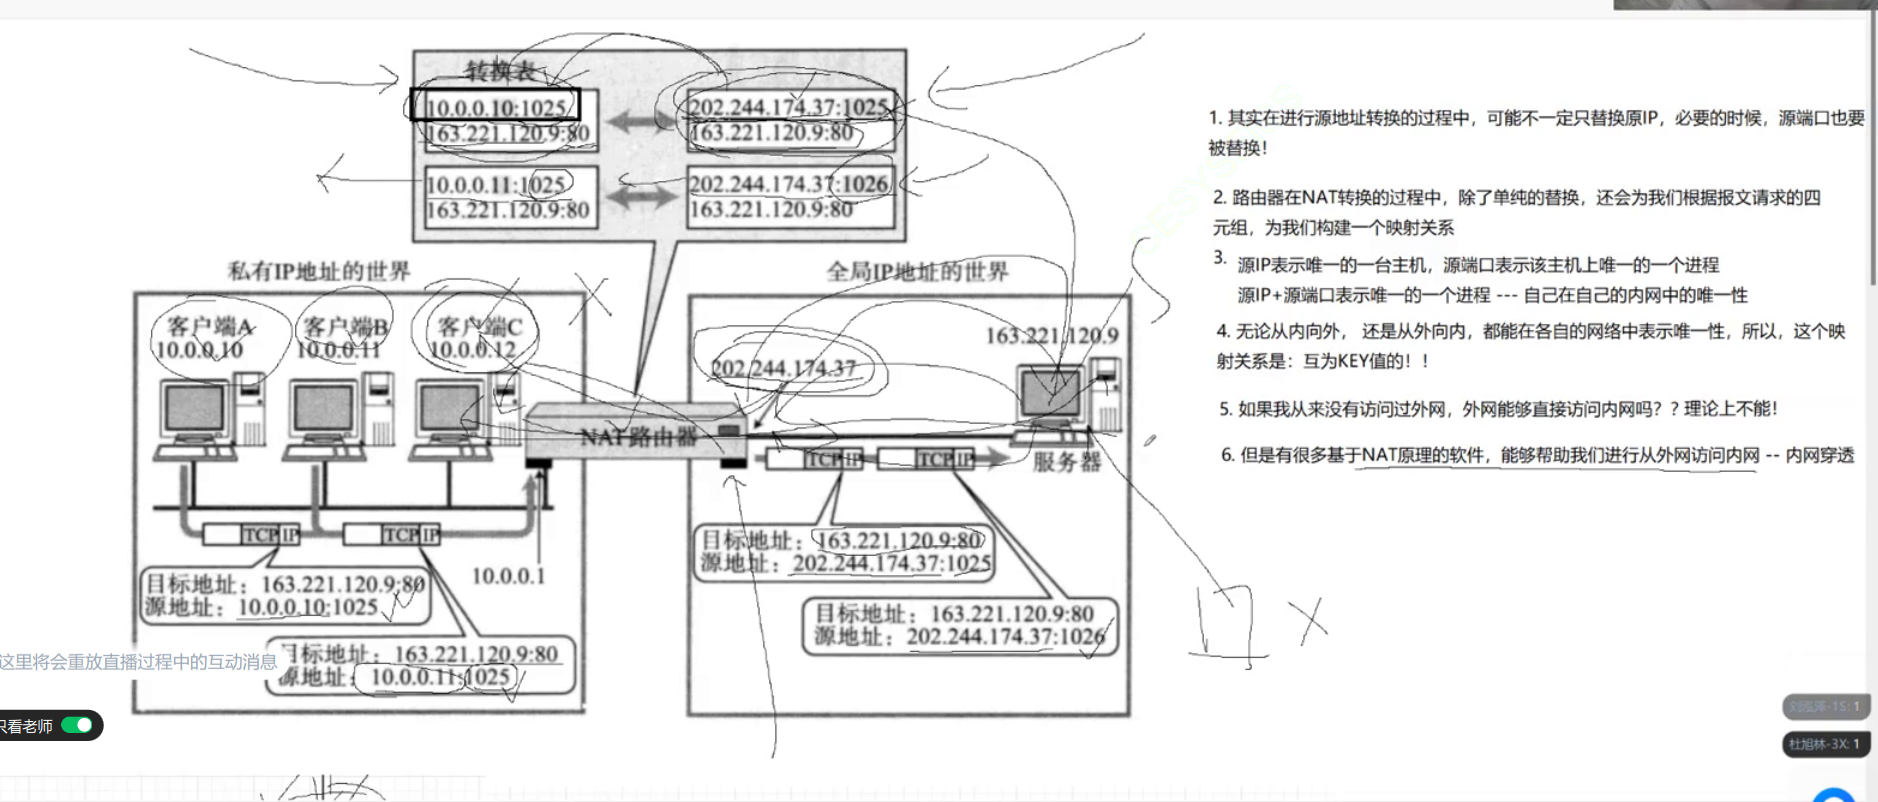 转换表
10.0.0.10:1025
163.221.120.9:80
202.244.174.37:1025
163.221.120.9:80
10.0.0.11:1025
163.221.120.9:80
202.244.174.37:1026
163.221.120.9:80
私有IP地址的世界
全局IP地址的世界
客户端A
10.0.0.10
客户端B
10.0.0.11
客户端C
10.0.0.12
202.244.174.37
163.221.120.9
NAT路由器
服务器
TCP IP
TCP IP
TCP IP
TCP IP
10.0.0.1
目标地址：163.221.120.9:80
源地址：10.0.0.10:1025
目标地址：163.221.120.9:80
源地址：10.0.0.11:1025
目标地址：163.221.120.9:80
源地址：202.244.174.37:1025
目标地址：163.221.120.9:80
源地址：202.244.174.37:1026
1. 其实在进行源地址转换的过程中，可能不一定只替换原IP，必要的时候，源端口也要
被替换！
2. 路由器在NAT转换的过程中，除了单纯的替换，还会为我们根据报文请求的四
元组，为我们构建一个映射关系
3. 源IP表示唯一的一台主机，源端口表示该主机上唯一的一个进程
源IP+源端口表示唯一的一个进程 --- 自己在自己的内网中的唯一性
4. 无论从内向外， 还是从外向内，都能在各自的网络中表示唯一性，所以，这个映
射关系是：互为KEY值的！！
5. 如果我从来没有访问过外网，外网能够直接访问内网吗？？理论上不能！
6. 但是有很多基于NAT原理的软件，能够帮助我们进行从外网访问内网 -- 内网穿透
这里将会重放直播过程中的互动消息
只看老师
杜旭林-3X: 1